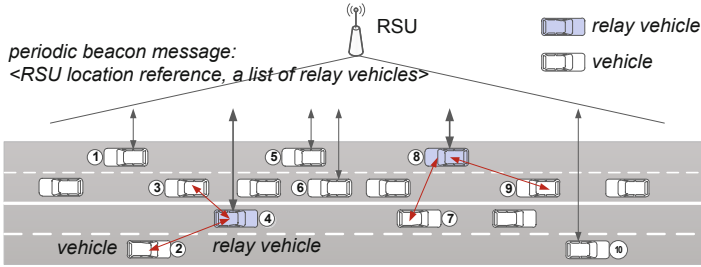 RSU
relay vehicle
periodic beacon message:
<RSU location reference, a list of relay vehicles>
vehicle
1
5
8
3
6
9
4
7
vehicle
2
relay vehicle
10